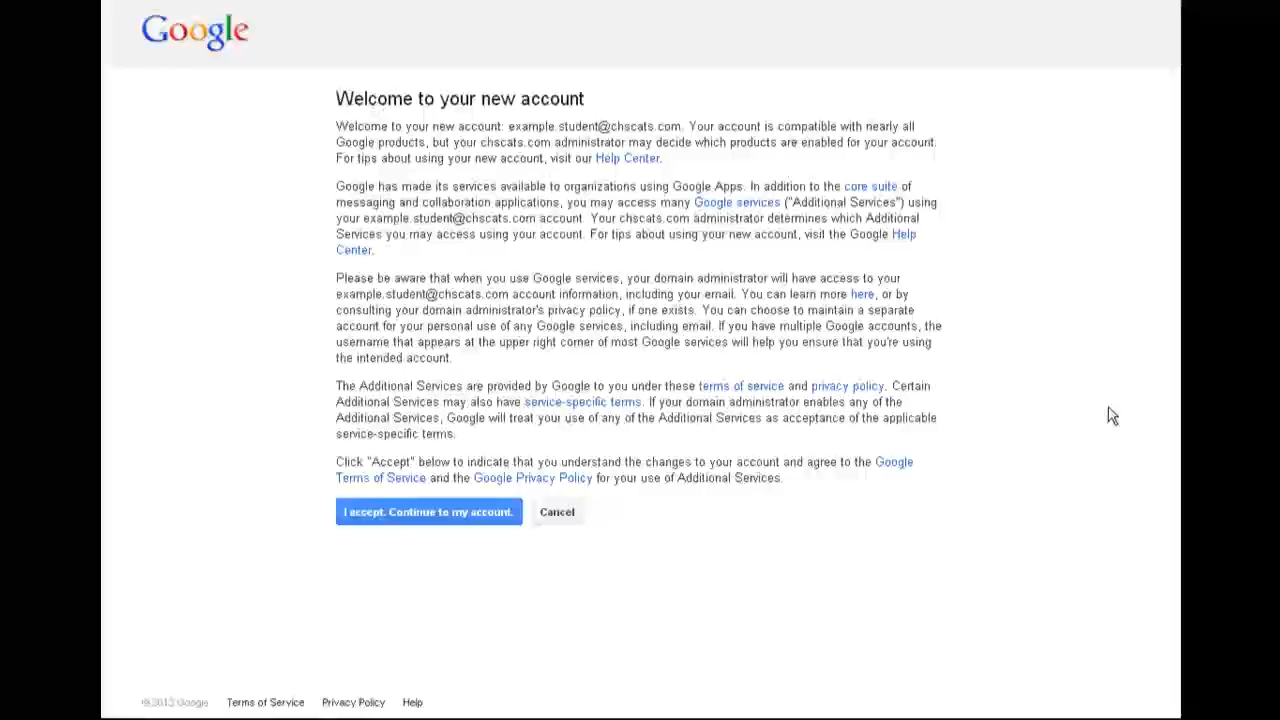 Google
Welcome to your new account
Welcome to your new account: example.student@chscats.com. Your account is compatible with nearly all
Google products, but your chscats.com administrator may decide which products are enabled for your account.
For tips about using your new account, visit our Help Center.
Google has made its services available to organizations using Google Apps. In addition to the core suite of
messaging and collaboration applications, you may access many Google services ("Additional Services") using
your example.student@chscats.com account. Your chscats.com administrator determines which Additional
Services you may access using your account. For tips about using your new account, visit the Google Help
Center.
Please be aware that when you use Google services, your domain administrator will have access to your
example.student@chscats.com account information, including your email. You can learn more here, or by
consulting your domain administrator's privacy policy, if one exists. You can choose to maintain a separate
account for your personal use of any Google services, including email. If you have multiple Google accounts, the
username that appears at the upper right corner of most Google services will help you ensure that you're using
the intended account.
The Additional Services are provided by Google to you under these terms of service and privacy policy. Certain
Additional Services may also have service-specific terms. If your domain administrator enables any of the
Additional Services, Google will treat your use of any of the Additional Services as acceptance of the applicable
service-specific terms.
Click "Accept" below to indicate that you understand the changes to your account and agree to the Google
Terms of Service and the Google Privacy Policy for your use of Additional Services.
I accept. Continue to my account. Cancel
Google Terms of Service Privacy Policy Help